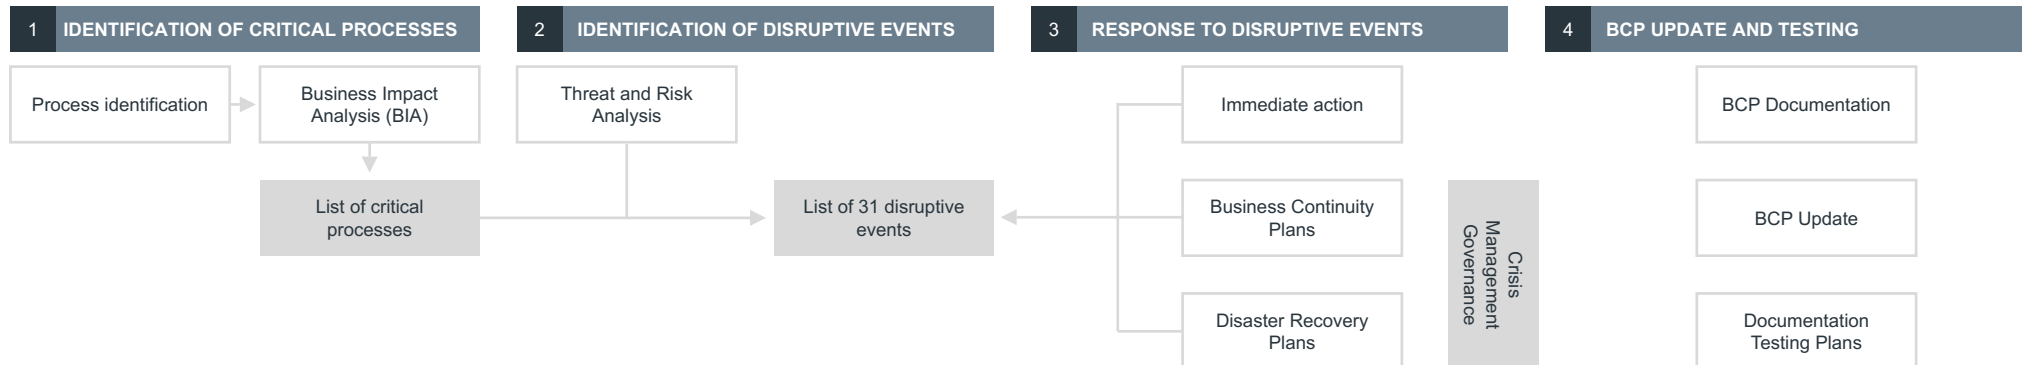 1 IDENTIFICATION OF CRITICAL PROCESSES
Process identification
Business Impact
Analysis (BIA)
List of critical
processes
2 IDENTIFICATION OF DISRUPTIVE EVENTS
Threat and Risk
Analysis
List of 31 disruptive
events
3 RESPONSE TO DISRUPTIVE EVENTS
Immediate action
Business Continuity
Plans
Disaster Recovery
Plans
Crisis
Management
Governance
4 BCP UPDATE AND TESTING
BCP Documentation
BCP Update
Documentation
Testing Plans